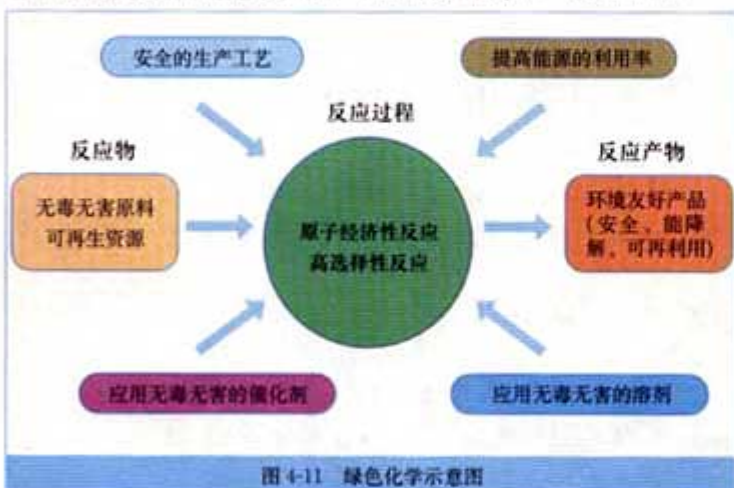 安全的生产工艺
提高能源的利用率
反应过程
反应物
反应产物
无毒无害原料
可再生资源
原子经济性反应
高选择性反应
环境友好产品
(安全、能降
解、可再利用)
应用无毒无害的催化剂
应用无毒无害的溶剂
图 4-11 绿色化学示意图